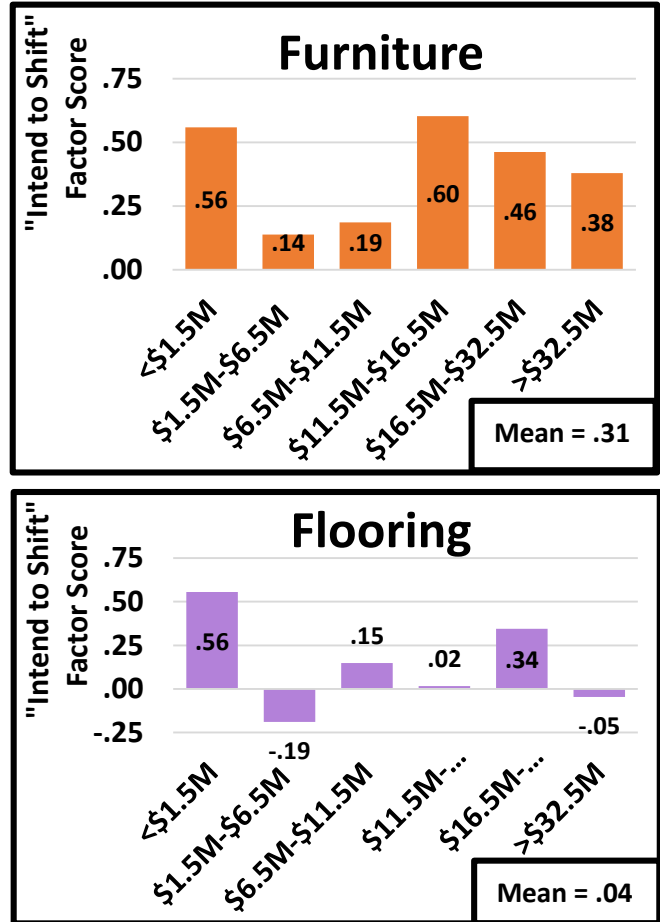 Furniture
"Intend to Shift"
Factor Score
.75
.50
.25
.00
.56
.14
.19
.60
.46
.38
<$1.5M
$1.5M-$6.5M
$6.5M-$11.5M
$11.5M-$16.5M
$16.5M-$32.5M
>$32.5M
Mean = .31
Flooring
"Intend to Shift"
Factor Score
.75
.50
.25
.00
-.25
.56
-.19
.15
.02
.34
-.05
<$1.5M
$1.5M-$6.5M
$6.5M-$11.5M
$11.5M-...
$16.5M-...
>$32.5M
Mean = .04